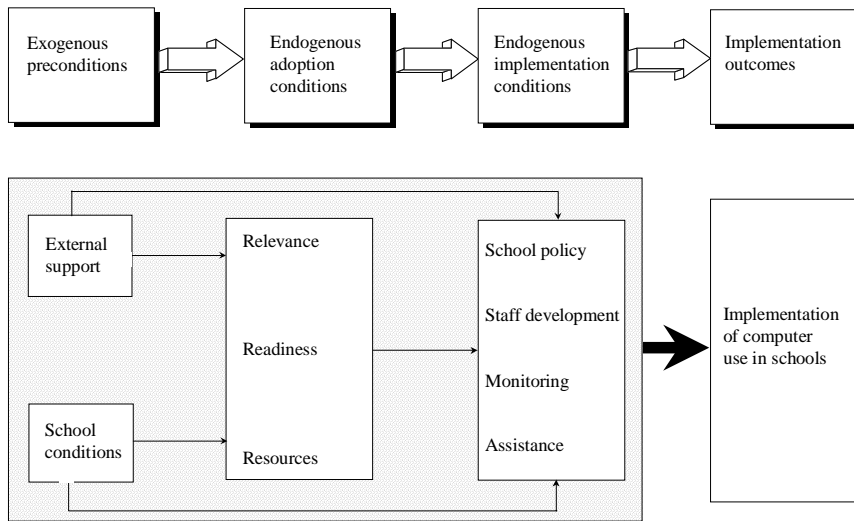 Exogenous
preconditions
Endogenous
adoption
conditions
Endogenous
implementation
conditions
Implementation
outcomes
External
support
School
conditions
Relevance
Readiness
Resources
School policy
Staff development
Monitoring
Assistance
Implementation
of computer
use in schools